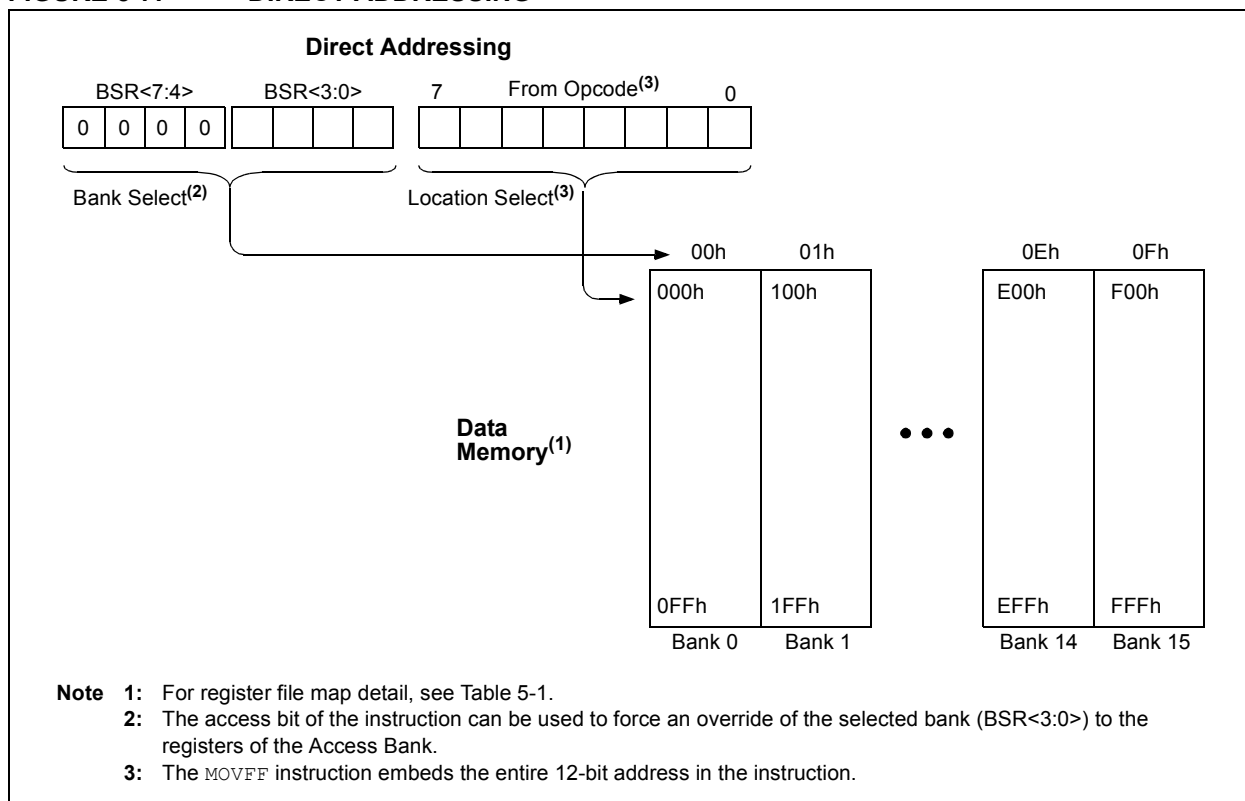 Direct Addressing
BSR<7:4> BSR<3:0> 7 From Opcode(3) 0
0 0 0 0
Bank Select(2) Location Select(3)
00h 01h 0Eh 0Fh
000h 100h E00h F00h
Data
Memory(1)
0FFh 1FFh EFFh FFFh
Bank 0 Bank 1 Bank 14 Bank 15
Note 1: For register file map detail, see Table 5-1.
2: The access bit of the instruction can be used to force an override of the selected bank (BSR<3:0>) to the
registers of the Access Bank.
3: The MOVFF instruction embeds the entire 12-bit address in the instruction.